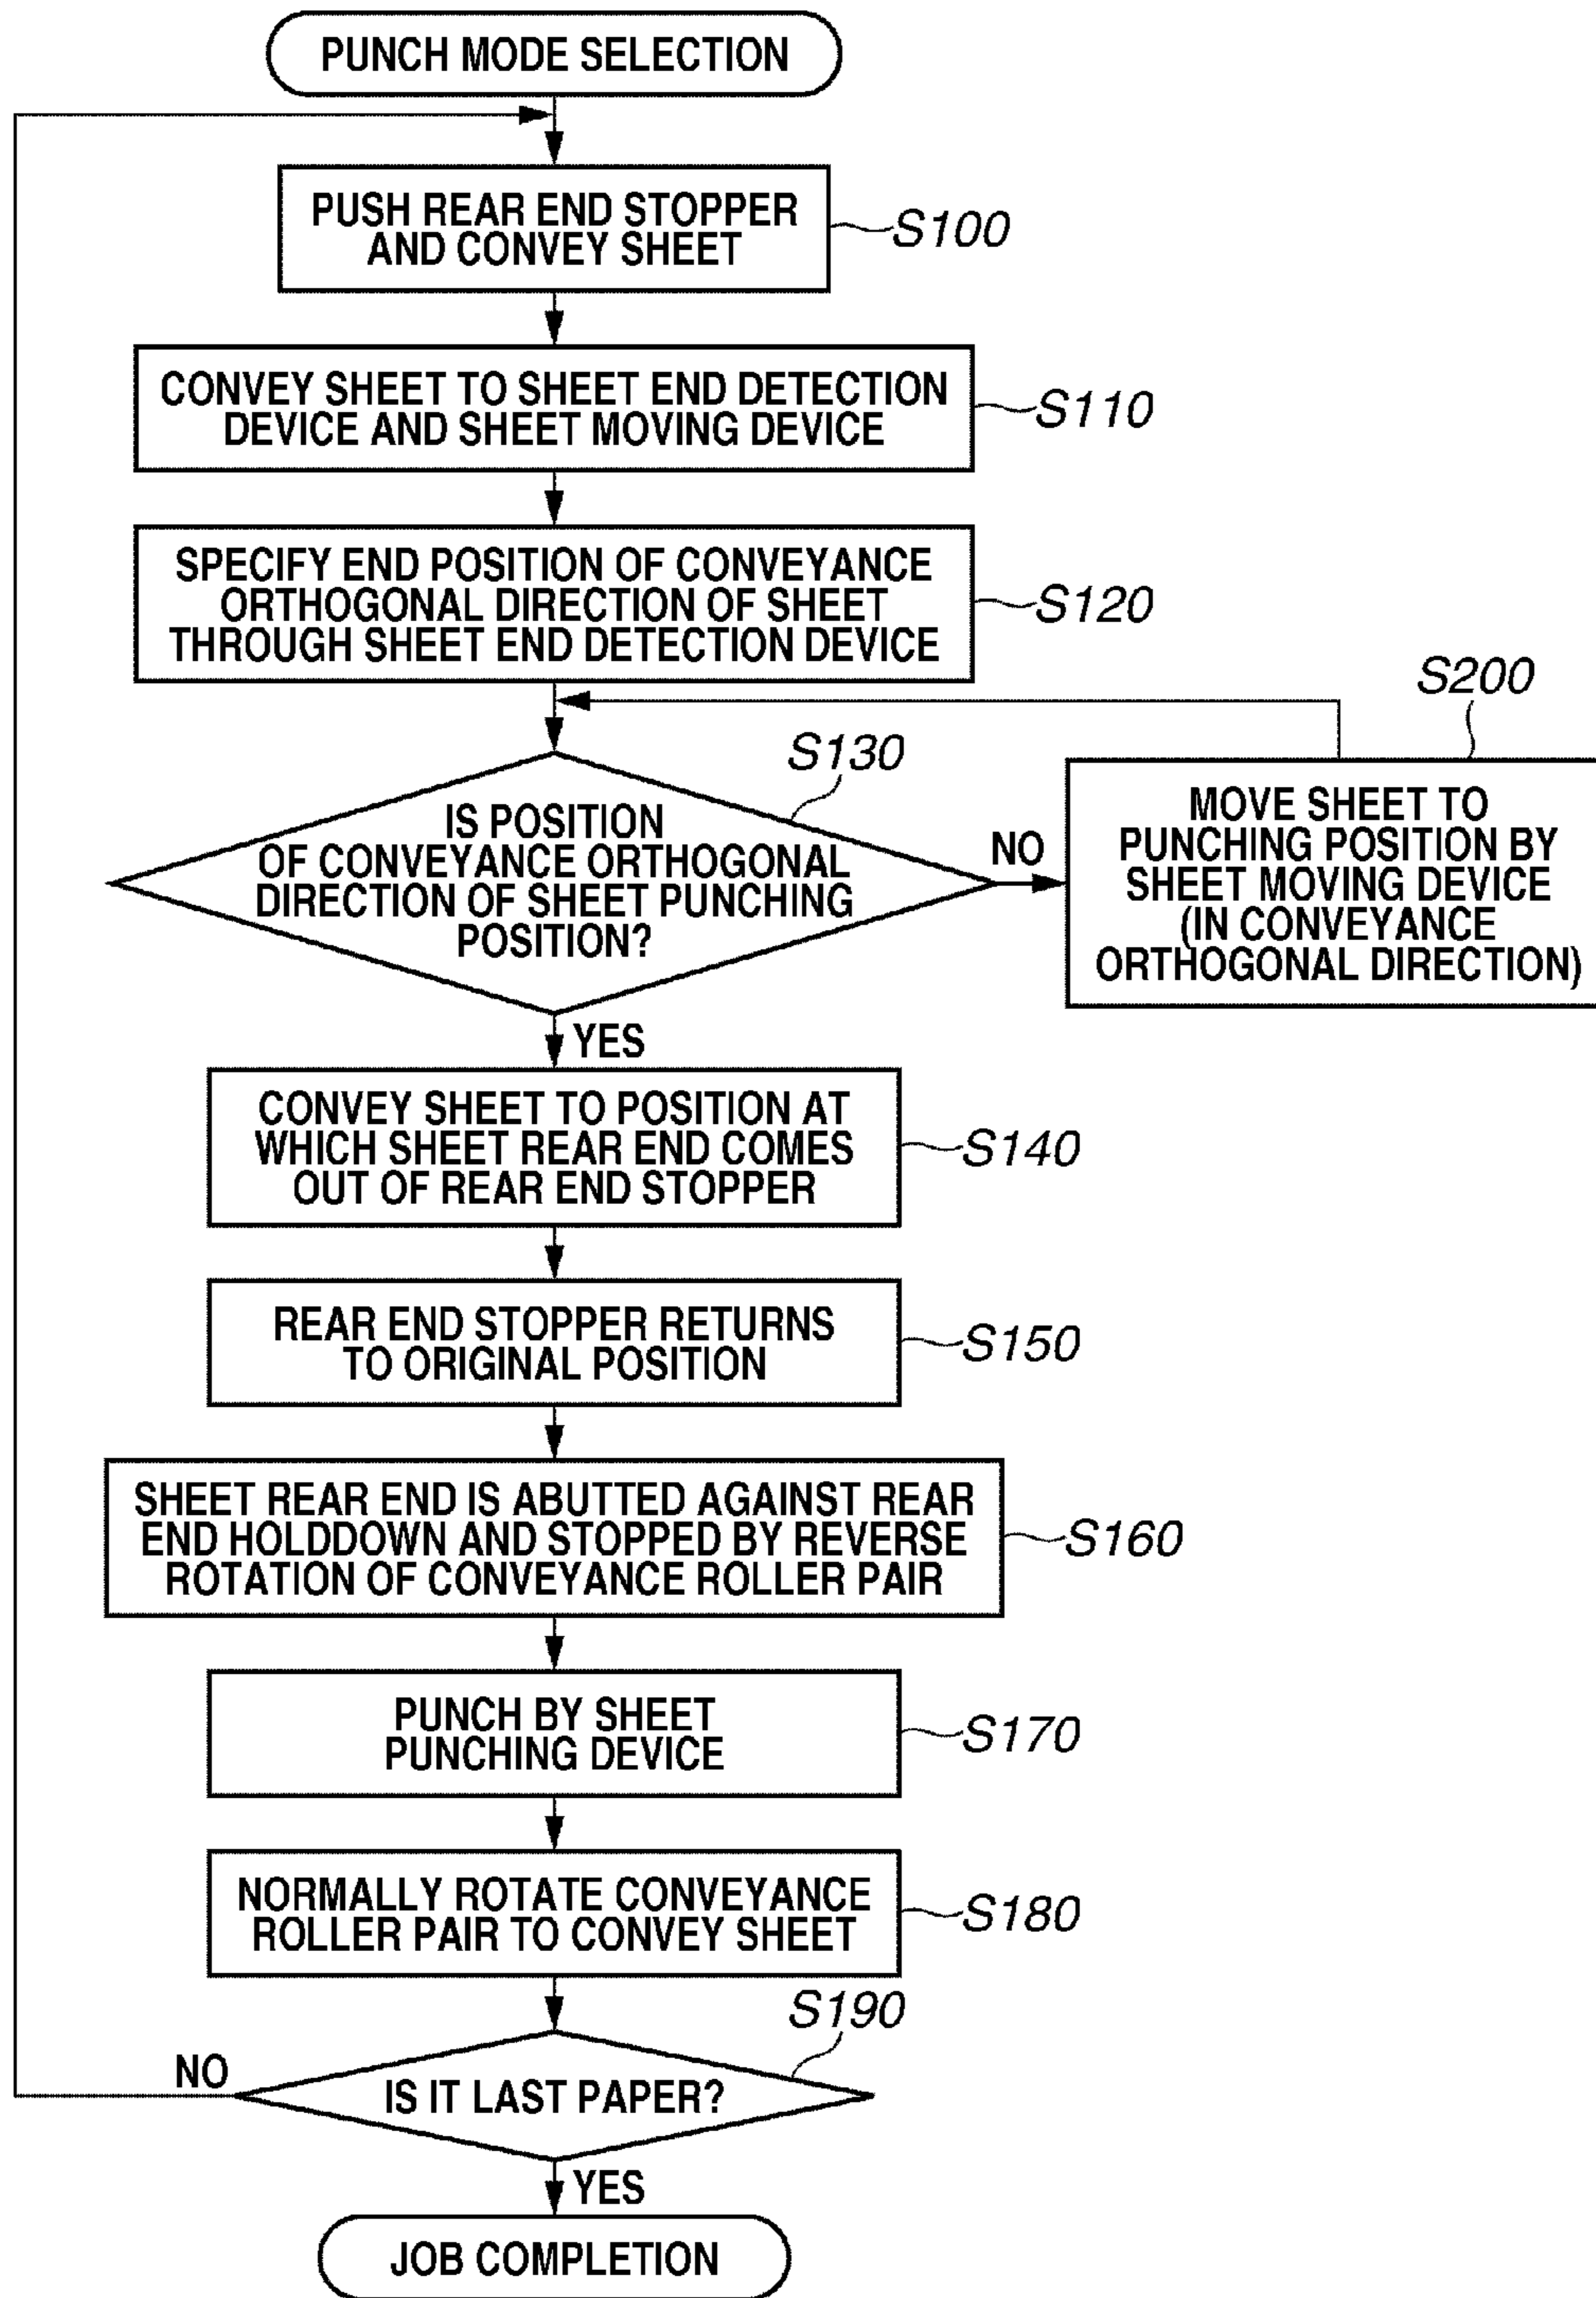 PUNCH MODE SELECTION
PUSH REAR END STOPPER
AND CONVEY SHEET
S100
CONVEY SHEET TO SHEET END DETECTION
DEVICE AND SHEET MOVING DEVICE
S110
SPECIFY END POSITION OF CONVEYANCE
ORTHOGONAL DIRECTION OF SHEET
THROUGH SHEET END DETECTION DEVICE
S120
S130
IS POSITION
OF CONVEYANCE ORTHOGONAL
DIRECTION OF SHEET PUNCHING
POSITION?
NO
S200
MOVE SHEET TO
PUNCHING POSITION BY
SHEET MOVING DEVICE
(IN CONVEYANCE
ORTHOGONAL DIRECTION)
YES
CONVEY SHEET TO POSITION AT
WHICH SHEET REAR END COMES
OUT OF REAR END STOPPER
S140
REAR END STOPPER RETURNS
TO ORIGINAL POSITION
S150
SHEET REAR END IS ABUTTED AGAINST REAR
END HOLDDOWN AND STOPPED BY REVERSE
ROTATION OF CONVEYANCE ROLLER PAIR
S160
PUNCH BY SHEET
PUNCHING DEVICE
S170
NORMALLY ROTATE CONVEYANCE
ROLLER PAIR TO CONVEY SHEET
S180
S190
NO
IS IT LAST PAPER?
YES
JOB COMPLETION